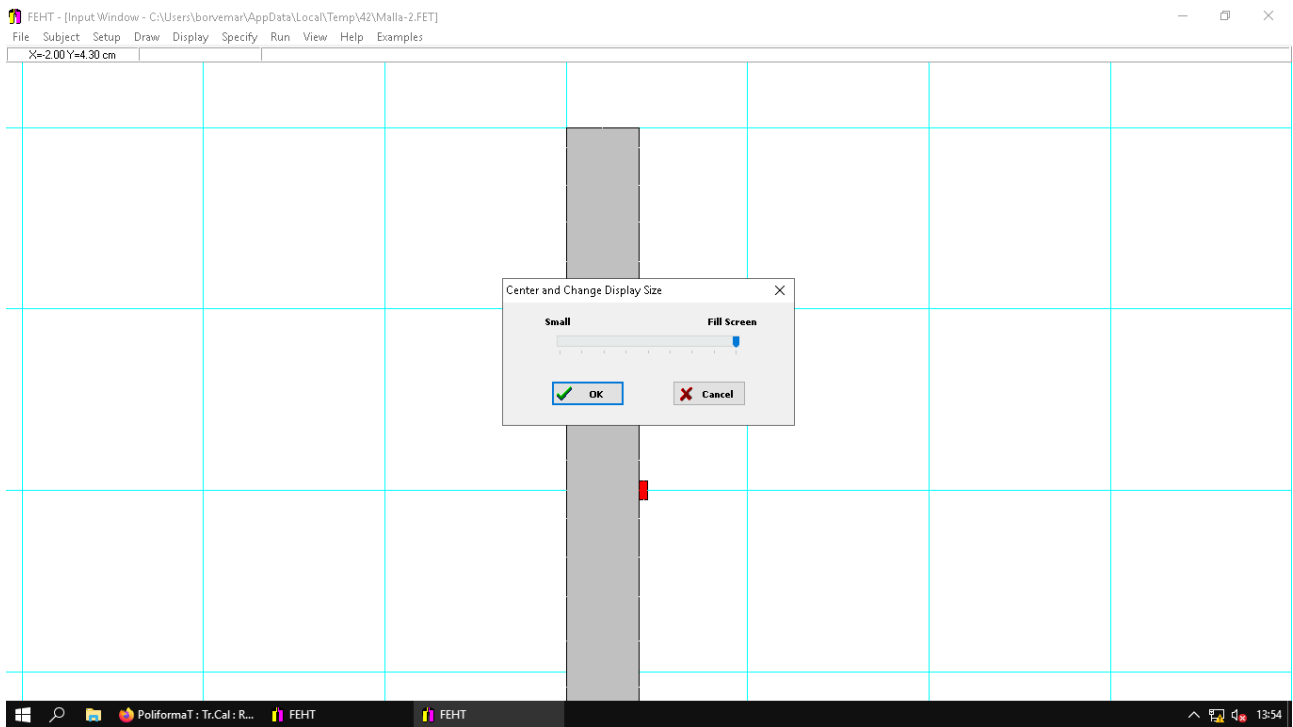 FEHT - [Input Window - C:\Users\borvemar\AppData\Local\Temp\42\Malla-2.FET]
File Subject Setup Draw Display Specify Run View Help Examples
X=-2.00 Y=4.30 cm
Center and Change Display Size
Small Fill Screen
OK Cancel
PoliformaT : Tr.Cal : R... FEHT FEHT 13:54